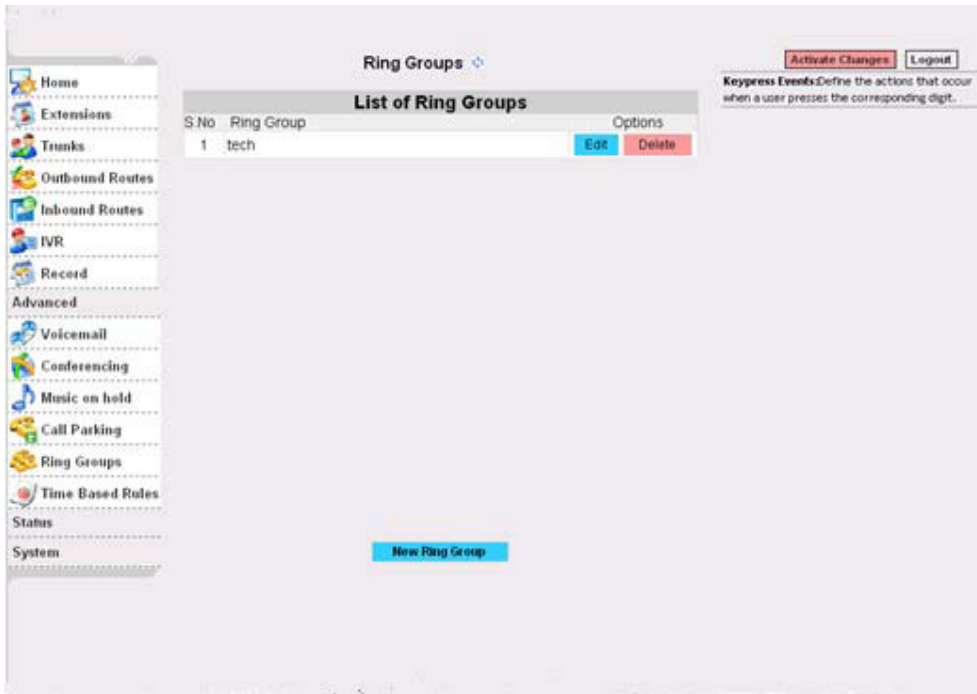 Ring Groups
Activate Changes
Logout
Keypress Events:Define the actions that occur
when a user presses the corresponding digit.
Home
Extensions
Trunks
Outbound Routes
Inbound Routes
IVR
Record
Advanced
Voicemail
Conferencing
Music on hold
Call Parking
Ring Groups
Time Based Rules
Status
System
List of Ring Groups
S.No Ring Group Options
1 tech Edit Delete
New Ring Group